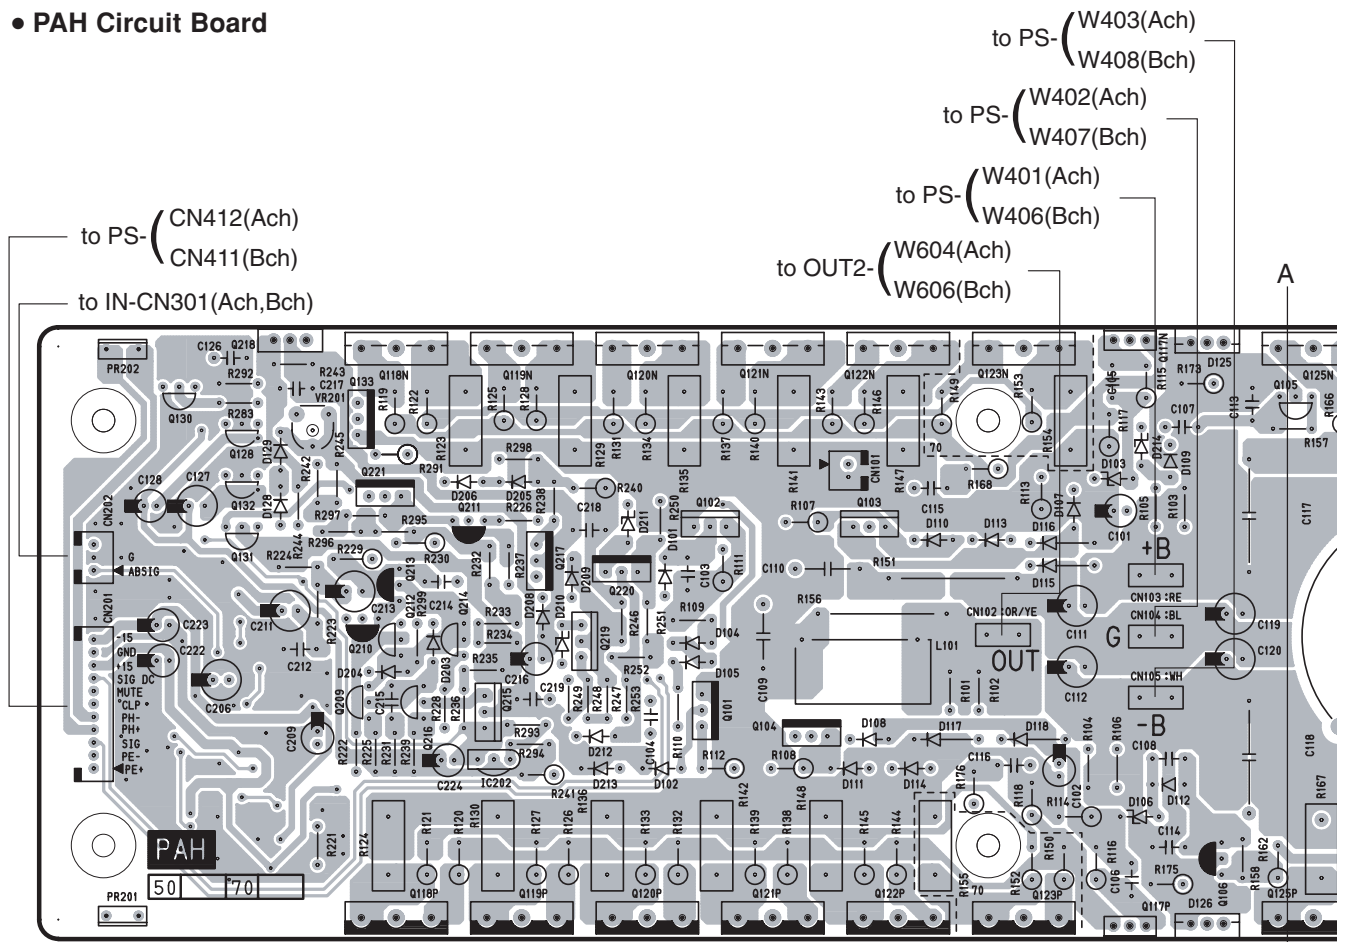 • PAH Circuit Board
to PS-
W403(Ach)
W408(Bch)
to PS-
W402(Ach)
W407(Bch)
to PS-
W401(Ach)
W406(Bch)
to OUT2-
W604(Ach)
W606(Bch)
to PS-
CN412(Ach)
CN411(Bch)
to IN-CN301(Ach,Bch)
A
PR202
C126
Q218
R292
R243
C217
VR201
Q133
Q118N
R119
R122
R123
Q119N
R125
R128
R129
Q120N
R131
R134
R135
Q121N
R137
R140
R141
Q122N
R143
R146
R147
Q123N
R149
R153
R154
C105
Q117N
R115
R117
R173
D125
C107
D214
D109
C113
Q105
Q125N
R166
R157
Q130
R283
Q128
D129
R242
R245
Q221
R291
R298
D206
D205
R238
Q211
R226
R240
C218
D211
D101
R250
Q102
R107
Q103
CN101
C115
70
R168
R113
D107
D103
R105
R103
C101
C128
C127
CN202
Q132
D128
R244
R297
R296
R295
Q131
R224
R229
R230
Q213
R232
R237
Q217
D209
Q220
C103
R111
C110
R151
D110
D113
D116
D115
+B
C117
G
ABSIG
CN201
C213
C211
R223
Q212
R299
C214
Q214
R233
R234
R235
D208
D210
Q219
R246
R251
R109
D104
R156
L101
CN102:OR/YE
OUT
C111
C112
CN103:RE
CN104:BL
G
CN105:WH
-B
C119
C120
-15
GND
+15
SIG DC
MUTE
CLP
PH-
PH+
SIG
PE-
PE+
C223
C222
C206
C212
Q210
D204
D203
Q209
C215
R228
R236
Q215
C216
C219
R249
R248
R247
R252
R253
D105
Q101
C109
R101
R102
C209
R222
R225
R231
R239
Q216
C224
IC202
R293
R294
R241
D212
D213
C104
D102
R110
R112
Q104
R108
D108
D111
D117
D114
D118
C116
R104
R106
C108
D112
C118
R136
R142
R148
R176
R118
R114
C102
D106
C114
R167
R221
R124
R121
R120
R130
R127
R126
R133
R132
R139
R138
R145
R144
R155
70
R152
R150
R116
C106
R175
R158
R162
PAH
50
70
PR201
Q118P
Q119P
Q120P
Q121P
Q122P
Q123P
Q117P
D126
Q106
Q125P